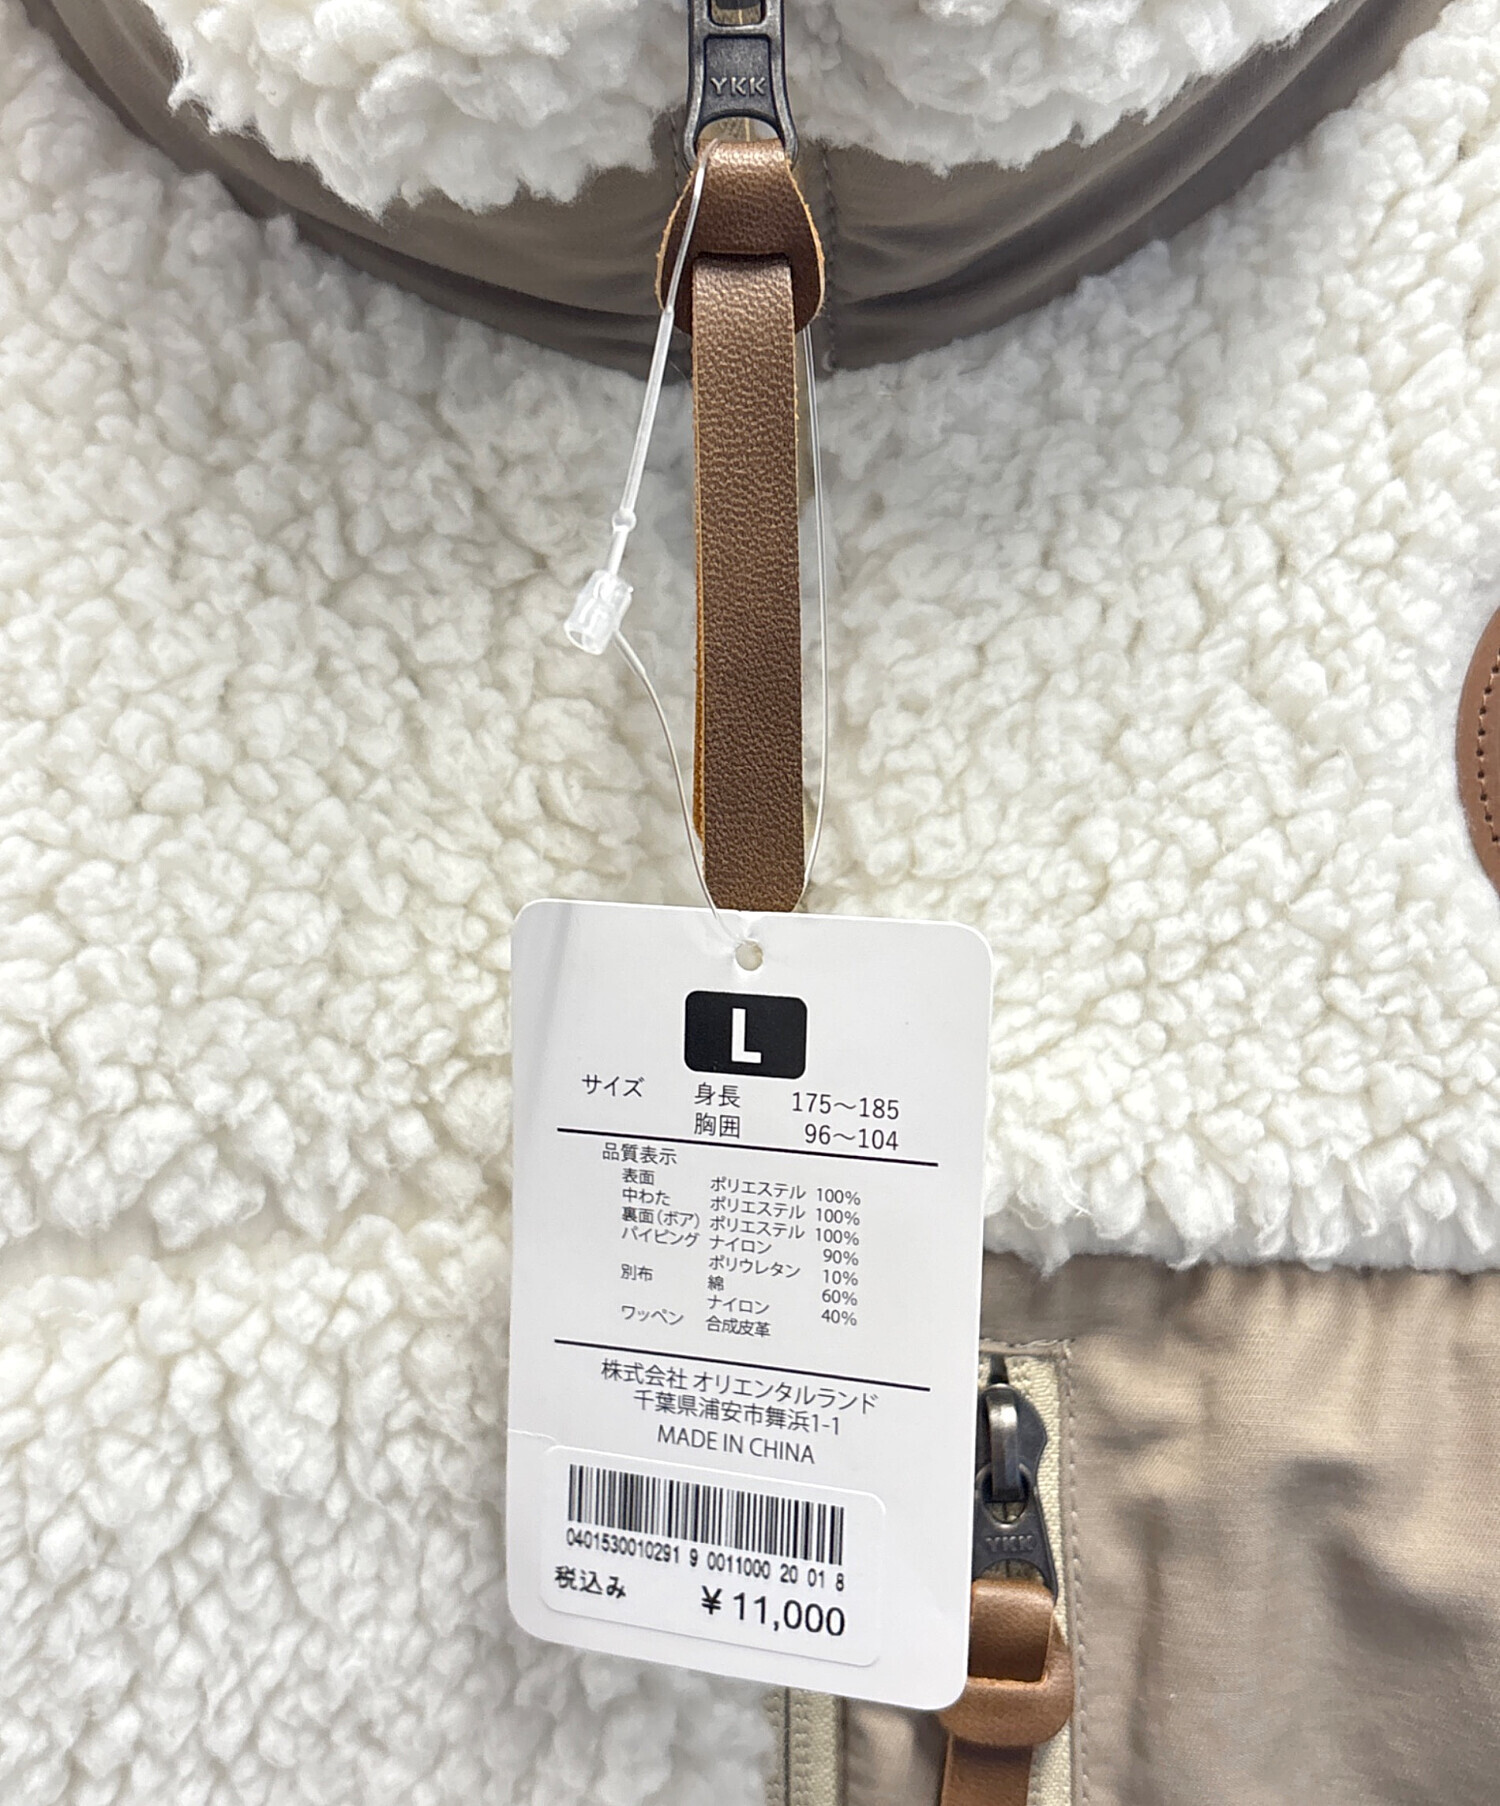 YKK
L
サイズ 身長 175～185
胸囲 96～104
品質表示
表面 ポリエステル 100%
中わた ポリエステル 100%
裏面（ボア） ポリエステル 100%
パイピング ナイロン 90%
ポリウレタン 10%
別布 綿 60%
ナイロン 40%
ワッペン 合成皮革
株式会社 オリエンタルランド
千葉県浦安市舞浜1-1
MADE IN CHINA
0401530010291 9 0011000 20 01 8
税込み ¥11,000
YKK